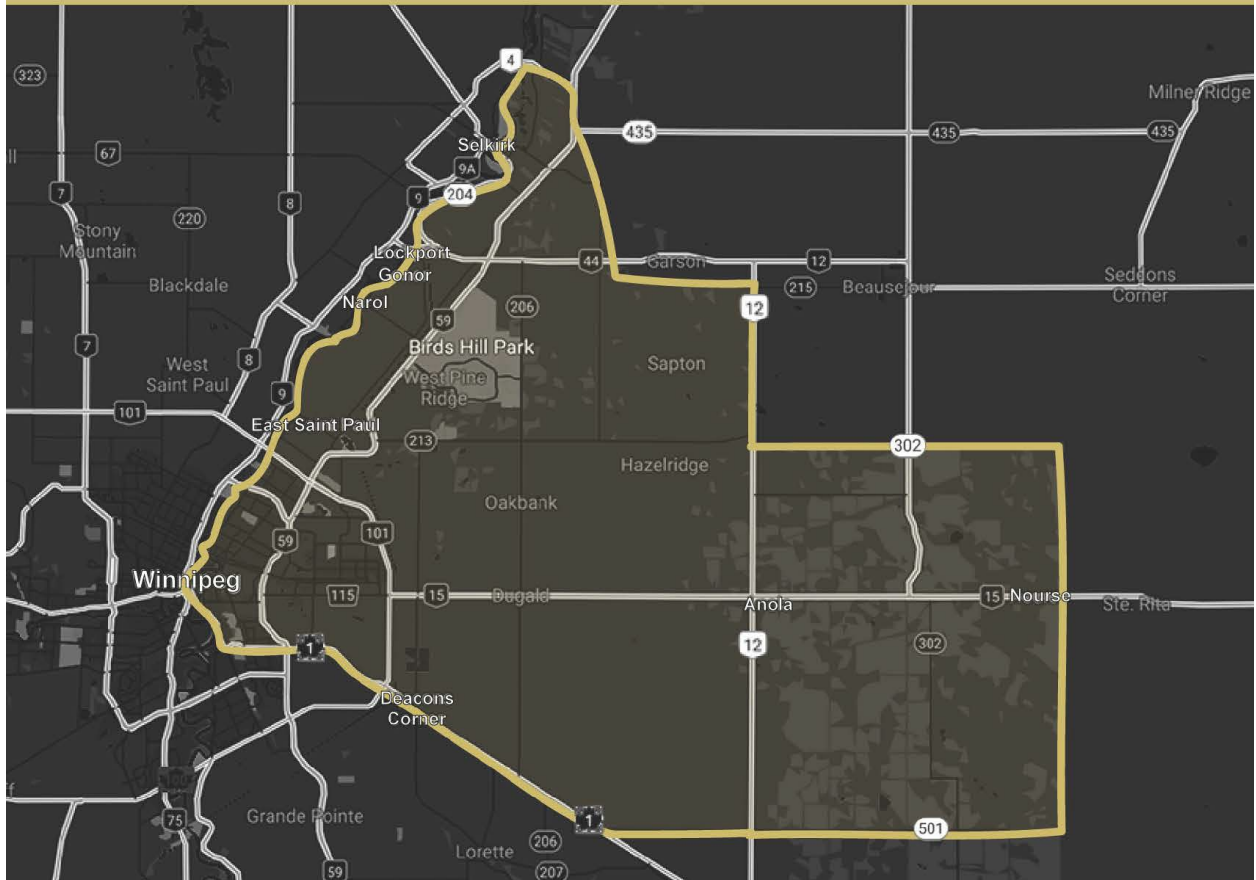 4
323
Milner Ridge
435
435
435
67
Selkirk
ll
9A
7
204
9
8
220
Stony
Mountain
Lockport
44
Garson
12
Gonor
Seddons
Corner
Blackdale
215
Beausejour
Narol
206
12
59
7
Birds Hill Park
8
West
Saint Paul
Sapton
West Pine
Ridge
9
101
East Saint Paul
213
302
Hazelridge
Oakbank
101
59
Winnipeg
115
15
Dugald
Anola
15
Nourse
Ste. Rita
12
302
1
Deacons
Corner
ff
75
Grande Pointe
1
501
206
Lorette
59
207